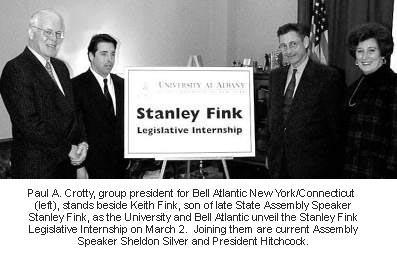 UNIVERSITY AT ALBANY
Stanley Fink
Legislative Internship
Paul A. Crotty, group president for Bell Atlantic New York/Connecticut
(left), stands beside Keith Fink, son of late State Assembly Speaker
Stanley Fink, as the University and Bell Atlantic unveil the Stanley Fink
Legislative Internship on March 2. Joining them are current Assembly
Speaker Sheldon Silver and President Hitchcock.